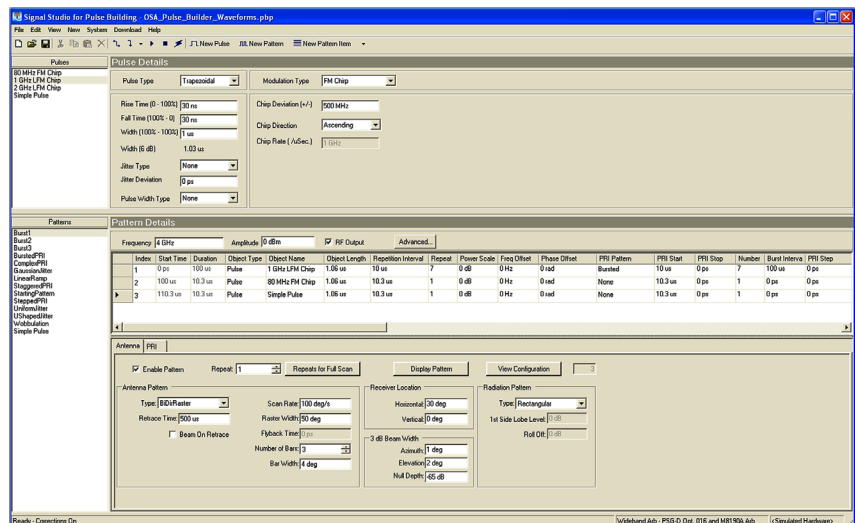 Signal Studio for Pulse Building - OSA_Pulse_Builder_Waveforms.pbp
File Edit View New System Download Help
New Pulse New Pattern New Pattern Item
Pulses
80 MHz FM Chirp
1 GHz LFM Chirp
2 GHz LFM Chirp
Simple Pulse
Pulse Details
Pulse Type Trapezoidal Modulation Type FM Chirp
Rise Time (0 - 100%) 30 ns Chirp Deviation (+/-) 500 MHz
Fall Time (100% - 0) 30 ns
Width (100% - 100%) 1 us Chirp Direction Ascending
Width (6 dB) 1.03 us Chirp Rate ( /uSec.) 1 GHz
Jitter Type None
Jitter Deviation 0 ps
Pulse Width Type None
Patterns
Burst1
Burst2
Burst3
BurstedPRI
ComplexPRI
GaussianJitter
LinearRamp
StaggeredPRI
StartingPattern
SteppedPRI
UniformJitter
UShapedJitter
Wobbulation
Simple Pulse
Pattern Details
Frequency 4 GHz Amplitude 0 dBm RF Output Advanced...
Index Start Time Duration Object Type Object Name Object Length Repetition Interval Repeat Power Scale Freq Offset Phase Offset PRI Pattern PRI Start PRI Stop Number Burst Interva PRI Step
1 0 ps 100 us Pulse 1 GHz LFM Chirp 1.06 us 10 us 7 0 dB 0 Hz 0 rad Bursted 10 us 0 ps 7 100 us 0 ps
2 100 us 10.3 us Pulse 80 MHz FM Chirp 1.06 us 10.3 us 1 0 dB 0 Hz 0 rad None 10.3 us 0 ps 1 0 ps 0 ps
3 110.3 us 10.3 us Pulse Simple Pulse 1.06 us 10.3 us 1 0 dB 0 Hz 0 rad None 10.3 us 0 ps 1 0 ps 0 ps
Antenna PRI
Enable Pattern Repeat: 1 Repeats for Full Scan Display Pattern View Configuration 3
Antenna Pattern Receiver Location Radiation Pattern
Type: BiDirRaster Scan Rate: 100 deg/s Horizontal: 30 deg Type: Rectangular
Retrace Time: 500 us Raster Width: 50 deg Vertical: 0 deg 1st Side Lobe Level: 0 dB
Beam On Retrace Flyback Time: 0 ps Roll Off: 0 dB
3 dB Beam Width
Number of Bars: 3 Azimuth: 1 deg
Bar Width: 4 deg Elevation 2 deg
Null Depth: -65 dB
Ready - Corrections On Wideband Arb - PSG-D Opt. 016 and M8190A Arb <Simulated Hardware>